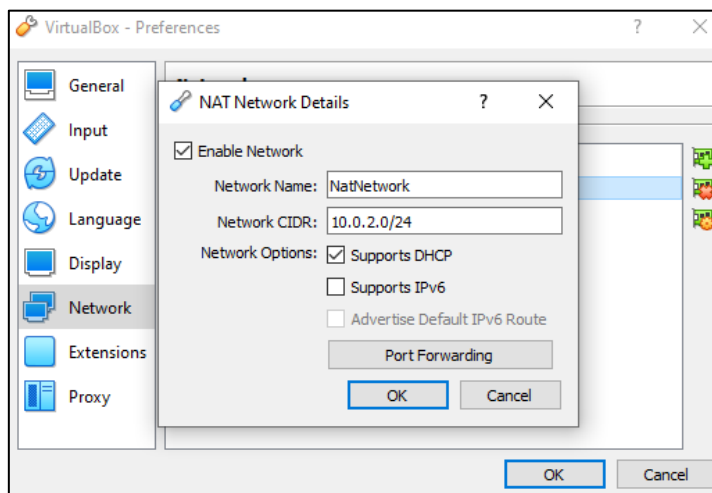 VirtualBox - Preferences
?
General
Input
Update
Language
Display
Network
Extensions
Proxy
NAT Network Details
?
Enable Network
Network Name: NatNetwork
Network CIDR: 10.0.2.0/24
Network Options: Supports DHCP
Supports IPv6
Advertise Default IPv6 Route
Port Forwarding
OK Cancel
OK Cancel